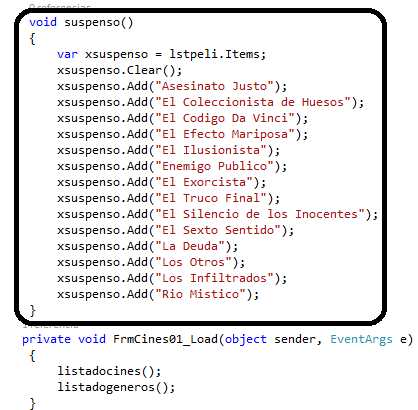 0 referencias
void suspenso()
{
var xsuspenso = lstpeli.Items;
xsuspenso.Clear();
xsuspenso.Add("Asesinato Justo");
xsuspenso.Add("El Coleccionista de Huesos");
xsuspenso.Add("El Codigo Da Vinci");
xsuspenso.Add("El Efecto Mariposa");
xsuspenso.Add("El Ilusionista");
xsuspenso.Add("Enemigo Publico");
xsuspenso.Add("El Exorcista");
xsuspenso.Add("El Truco Final");
xsuspenso.Add("El Silencio de los Inocentes");
xsuspenso.Add("El Sexto Sentido");
xsuspenso.Add("La Deuda");
xsuspenso.Add("Los Otros");
xsuspenso.Add("Los Infiltrados");
xsuspenso.Add("Rio Mistico");
}
1 referencia
private void FrmCines01_Load(object sender, EventArgs e)
{
listadocines();
listadogeneros();
}